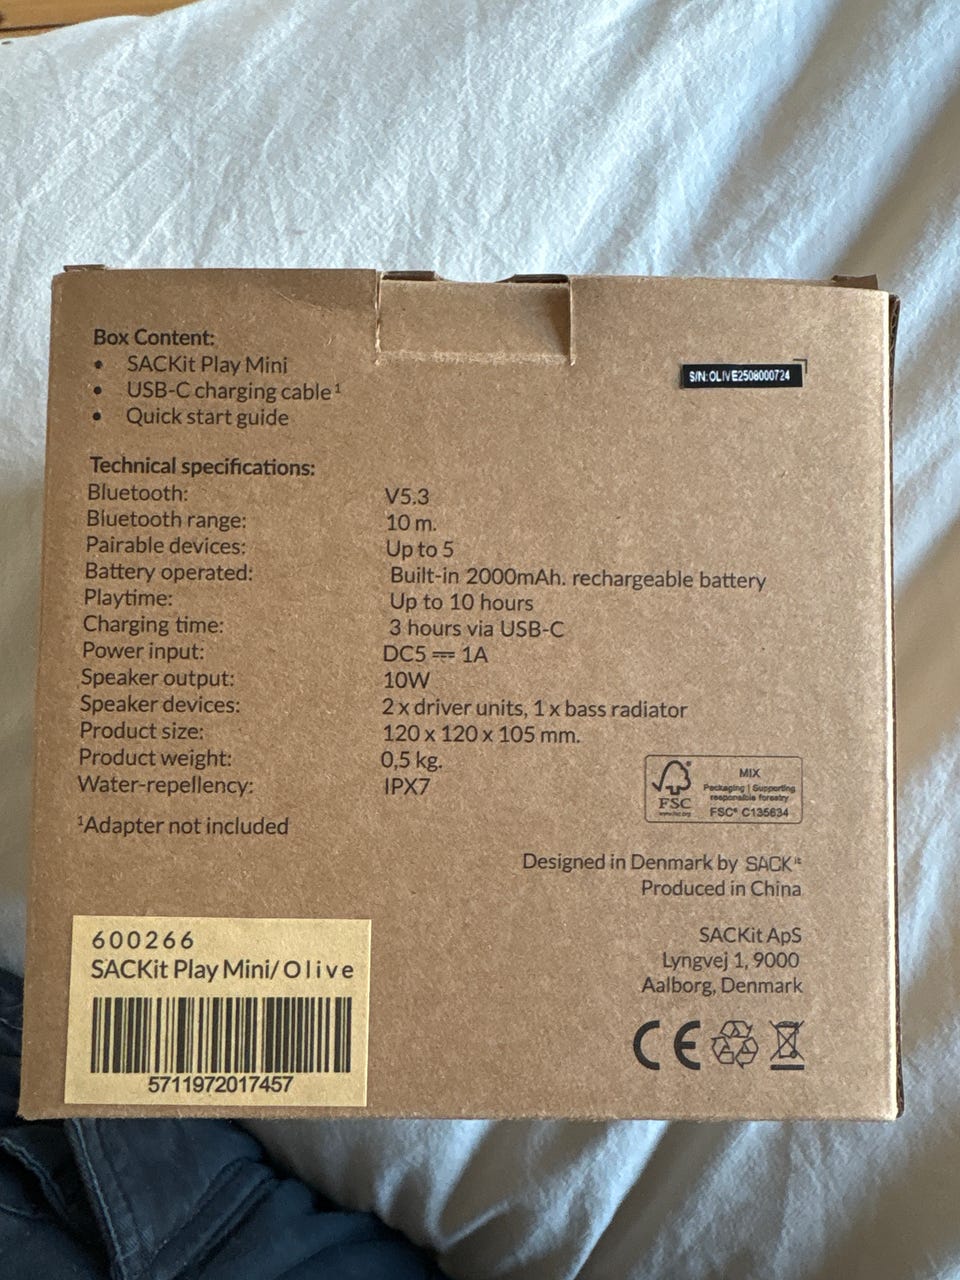 Box Content:
• SACKit Play Mini
• USB-C charging cable¹
• Quick start guide
S/N:OLIVE2508000724
Technical specifications:
Bluetooth: V5.3
Bluetooth range: 10 m.
Pairable devices: Up to 5
Battery operated: Built-in 2000mAh. rechargeable battery
Playtime: Up to 10 hours
Charging time: 3 hours via USB-C
Power input: DC5 ⎓ 1A
Speaker output: 10W
Speaker devices: 2 x driver units, 1 x bass radiator
Product size: 120 x 120 x 105 mm.
Product weight: 0,5 kg.
Water-repellency: IPX7
¹Adapter not included
FSC
www.fsc.org
MIX
Packaging | Supporting
responsible forestry
FSC® C135634
Designed in Denmark by SACKit
Produced in China
SACKit ApS
Lyngvej 1, 9000
Aalborg, Denmark
CE
600266
SACKit Play Mini/Olive
5711972017457